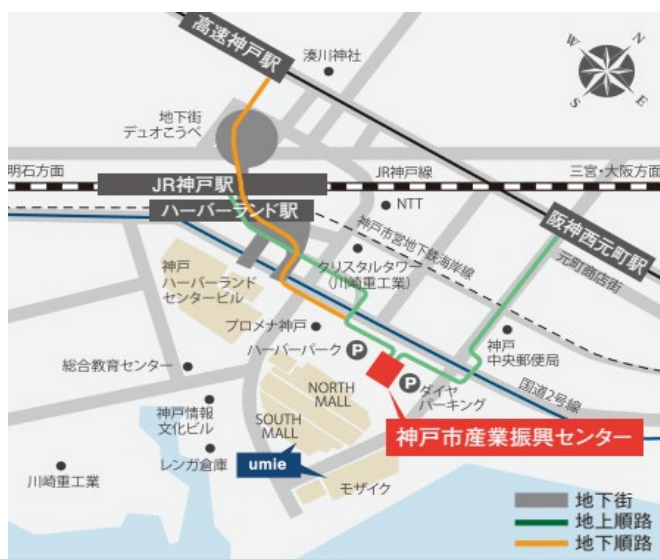 高速神戸駅
湊川神社
N
W
E
S
地下街
デュオこうべ
明石方面
JR神戸線
三宮・大阪方面
JR神戸駅
ハーバーランド駅
NTT
阪神西元町駅
神戸市営地下鉄海岸線
元町商店街
神戸
ハーバーランド
センタービル
クリスタルタワー
(川崎重工業)
プロメナ神戸
ハーバーパーク
P
神戸
中央郵便局
国道2号線
総合教育センター
NORTH
MALL
P
ダイヤ
パーキング
神戸情報
文化ビル
SOUTH
MALL
神戸市産業振興センター
レンガ倉庫
umie
川崎重工業
モザイク
地下街
地上順路
地下順路